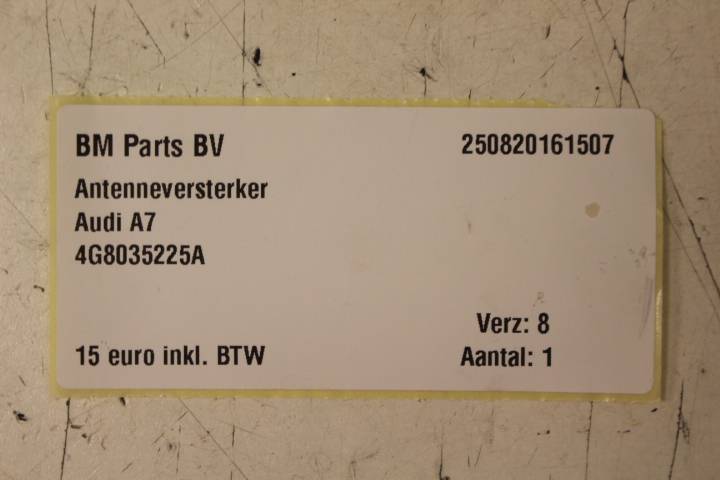 BM Parts BV 250820161507
Antenneversterker
Audi A7
4G8035225A
Verz: 8
15 euro inkl. BTW Aantal: 1